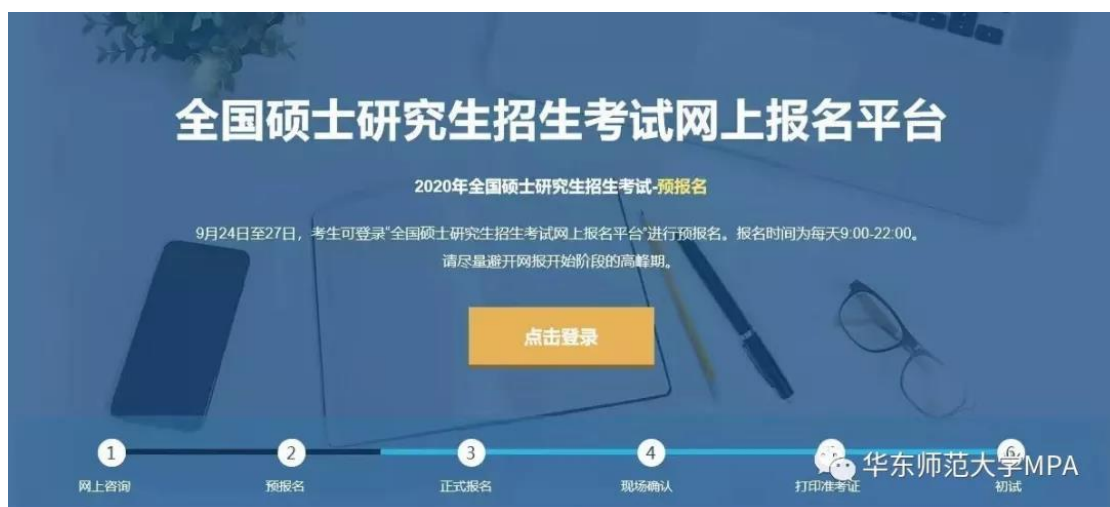 全国硕士研究生招生考试网上报名平台
2020年全国硕士研究生招生考试-预报名
9月24日至27日，考生可登录"全国硕士研究生招生考试网上报名平台"进行预报名。报名时间为每天9:00-22:00。
请尽量避开网报开始阶段的高峰期。
点击登录
1 2 3 4 6
网上咨询 预报名 正式报名 现场确认 打印准考证 初试
华东师范大学MPA